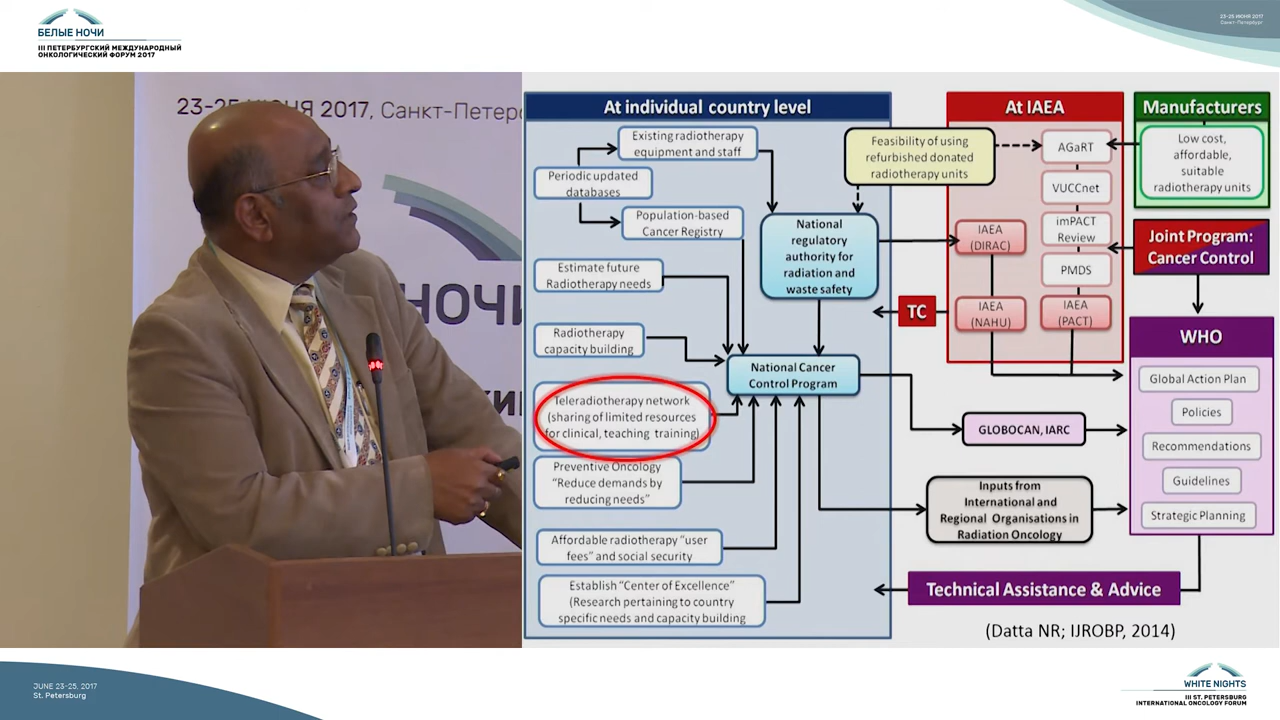 БЕЛЫЕ НОЧИ
III ПЕТЕРБУРГСКИЙ МЕЖДУНАРОДНЫЙ
ОНКОЛОГИЧЕСКИЙ ФОРУМ 2017
23-25 ИЮНЯ 2017
Санкт-Петербург
23-25 ИЮНЯ 2017, Санкт-Петерб
НОЧИ
At individual country level
Existing radiotherapy
equipment and staff
Periodic updated
databases
Population-based
Cancer Registry
Estimate future
Radiotherapy needs
Radiotherapy
capacity building
Teleradiotherapy network
(sharing of limited resources
for clinical, teaching training)
Preventive Oncology
"Reduce demands by
reducing needs"
Affordable radiotherapy "user
fees" and social security
Establish "Center of Excellence"
(Research pertaining to country
specific needs and capacity building
National
regulatory
authority for
radiation and
waste safety
National Cancer
Control Program
Feasibility of using
refurbished donated
radiotherapy units
TC
At IAEA
AGaRT
VUCCnet
imPACT
Review
PMDS
IAEA
(DIRAC)
IAEA
(NAHU)
IAEA
(PACT)
Manufacturers
Low cost,
affordable,
suitable
radiotherapy units
Joint Program:
Cancer Control
WHO
Global Action Plan
Policies
Recommendations
Guidelines
Strategic Planning
GLOBOCAN, IARC
Inputs from
International and
Regional Organisations in
Radiation Oncology
Technical Assistance & Advice
(Datta NR; IJROBP, 2014)
JUNE 23-25, 2017
St. Petersburg
WHITE NIGHTS
III ST. PETERSBURG
INTERNATIONAL ONCOLOGY FORUM